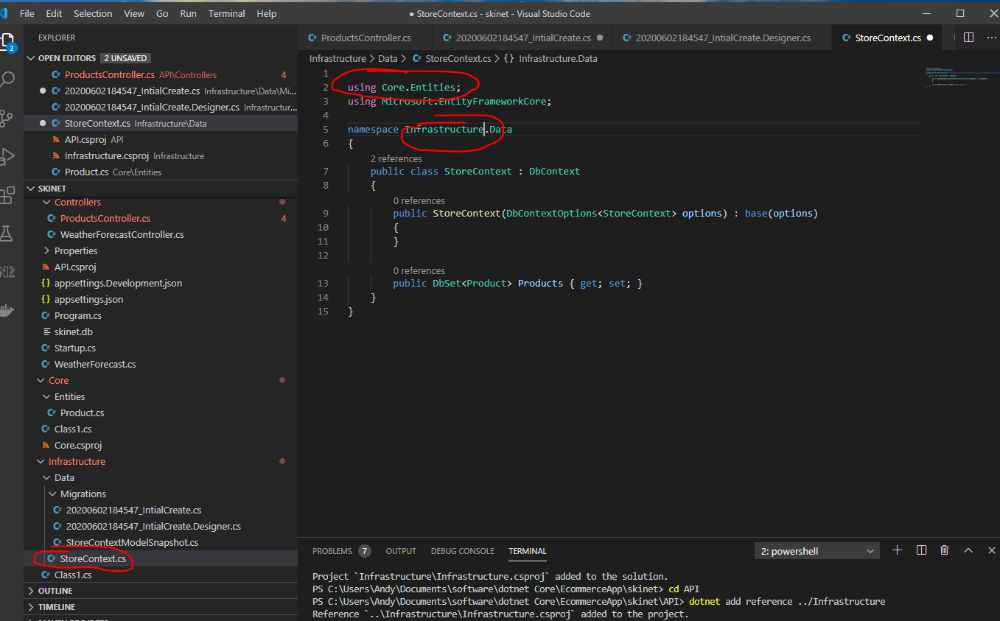 File Edit Selection View Go Run Terminal Help ● StoreContext.cs - skinet - Visual Studio Code
EXPLORER
2
OPEN EDITORS 2 UNSAVED
ProductsController.cs API\Controllers 4
20200602184547_IntialCreate.cs Infrastructure\Data\Mi...
20200602184547_IntialCreate.Designer.cs Infrastructur...
StoreContext.cs Infrastructure\Data
API.csproj API
Infrastructure.csproj Infrastructure
Product.cs Core\Entities
SKINET
Controllers
ProductsController.cs 4
WeatherForecastController.cs
Properties
API.csproj
{} appsettings.Development.json
{} appsettings.json
Program.cs
skinet.db
Startup.cs
WeatherForecast.cs
Core
Entities
Product.cs
Class1.cs
Core.csproj
Infrastructure
Data
Migrations
20200602184547_IntialCreate.cs
20200602184547_IntialCreate.Designer.cs
StoreContextModelSnapshot.cs
StoreContext.cs
Class1.cs
OUTLINE
TIMELINE
ProductsController.cs 20200602184547_IntialCreate.cs ● 20200602184547_IntialCreate.Designer.cs StoreContext.cs ●
Infrastructure > Data > StoreContext.cs > {} Infrastructure.Data
1
2 using Core.Entities;
3 using Microsoft.EntityFrameworkCore;
4
5 namespace Infrastructure.Data
6 {
2 references
7 public class StoreContext : DbContext
8 {
0 references
9 public StoreContext(DbContextOptions<StoreContext> options) : base(options)
10 {
11 }
12
0 references
13 public DbSet<Product> Products { get; set; }
14 }
15 }
PROBLEMS 7 OUTPUT DEBUG CONSOLE TERMINAL 2: powershell
Project `Infrastructure\Infrastructure.csproj` added to the solution.
PS C:\Users\Andy\Documents\software\dotnet Core\EcommerceApp\skinet> cd API
PS C:\Users\Andy\Documents\software\dotnet Core\EcommerceApp\skinet\API> dotnet add reference ../Infrastructure
Reference `..\Infrastructure\Infrastructure.csproj` added to the project.